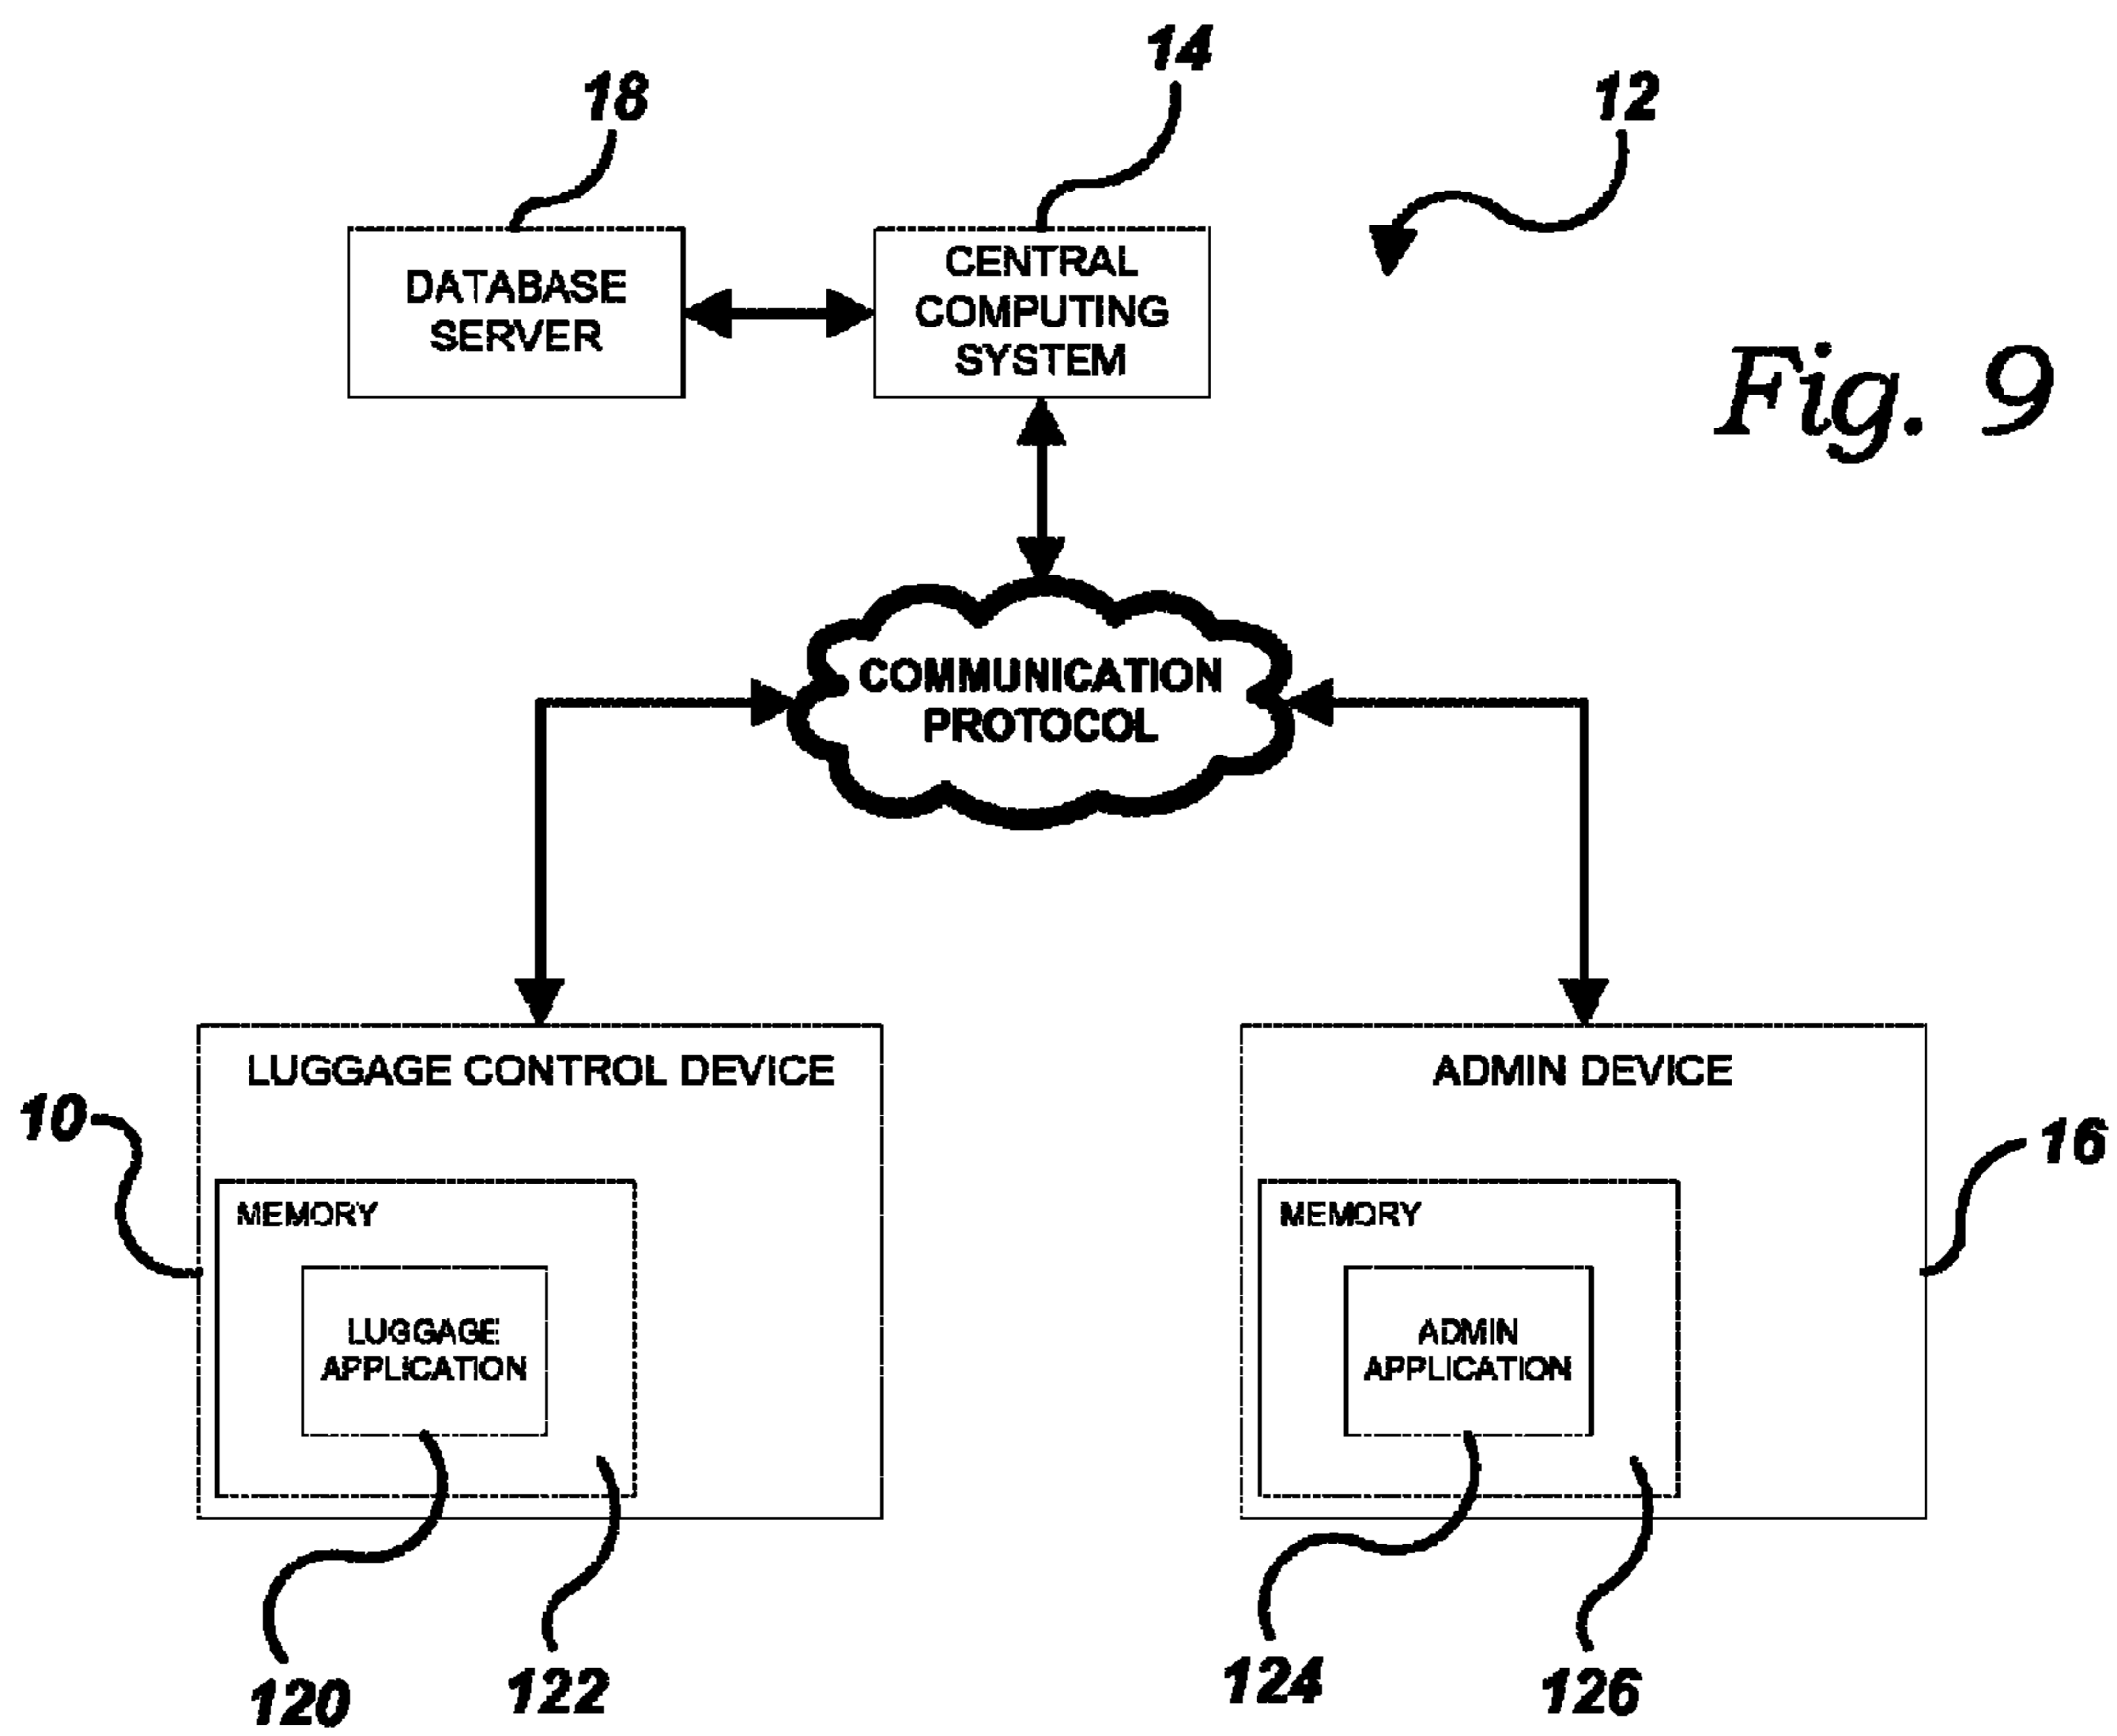 14
18
12
DATABASE
SERVER
CENTRAL
COMPUTING
SYSTEM
Fig. 9
COMMUNICATION
PROTOCOL
LUGGAGE CONTROL DEVICE
ADMIN DEVICE
10
16
MEMORY
MEMORY
LUGGAGE
APPLICATION
ADMIN
APPLICATION
120
122
124
126